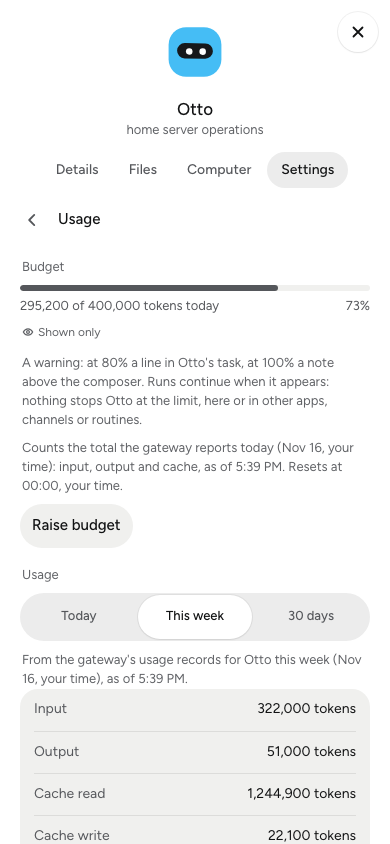 Otto
home server operations
Details Files Computer Settings
Usage
Budget
295,200 of 400,000 tokens today 73%
Shown only
A warning: at 80% a line in Otto's task, at 100% a note
above the composer. Runs continue when it appears:
nothing stops Otto at the limit, here or in other apps,
channels or routines.
Counts the total the gateway reports today (Nov 16, your
time): input, output and cache, as of 5:39 PM. Resets at
00:00, your time.
Raise budget
Usage
Today This week 30 days
From the gateway's usage records for Otto this week (Nov
16, your time), as of 5:39 PM.
Input 322,000 tokens
Output 51,000 tokens
Cache read 1,244,900 tokens
Cache write 22,100 tokens